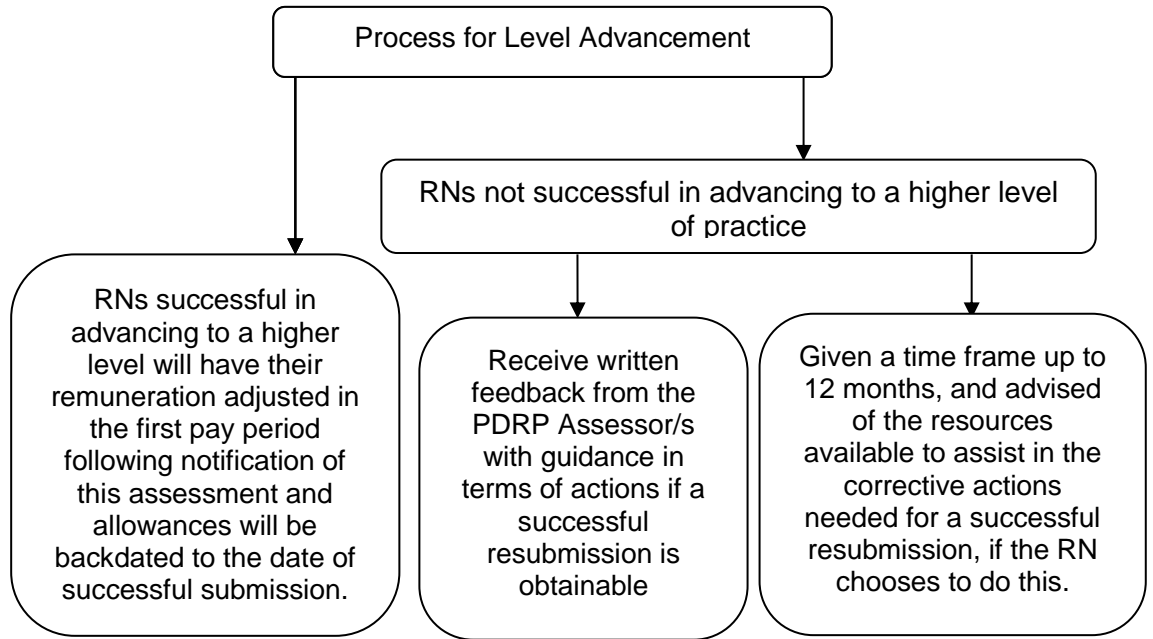 Process for Level Advancement
RNs not successful in advancing to a higher level
of practice
RNs successful in
advancing to a higher
level will have their
remuneration adjusted in
the first pay period
following notification of
this assessment and
allowances will be
backdated to the date of
successful submission.
Receive written
feedback from the
PDRP Assessor/s
with guidance in
terms of actions if a
successful
resubmission is
obtainable
Given a time frame up to
12 months, and advised
of the resources
available to assist in the
corrective actions
needed for a successful
resubmission, if the RN
chooses to do this.